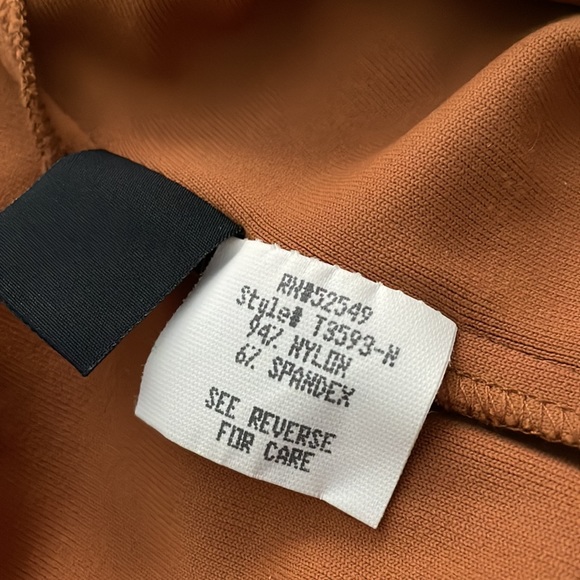 RN#52549
Style# T3593-N
94% NYLON
6% SPANDEX
SEE REVERSE
FOR CARE